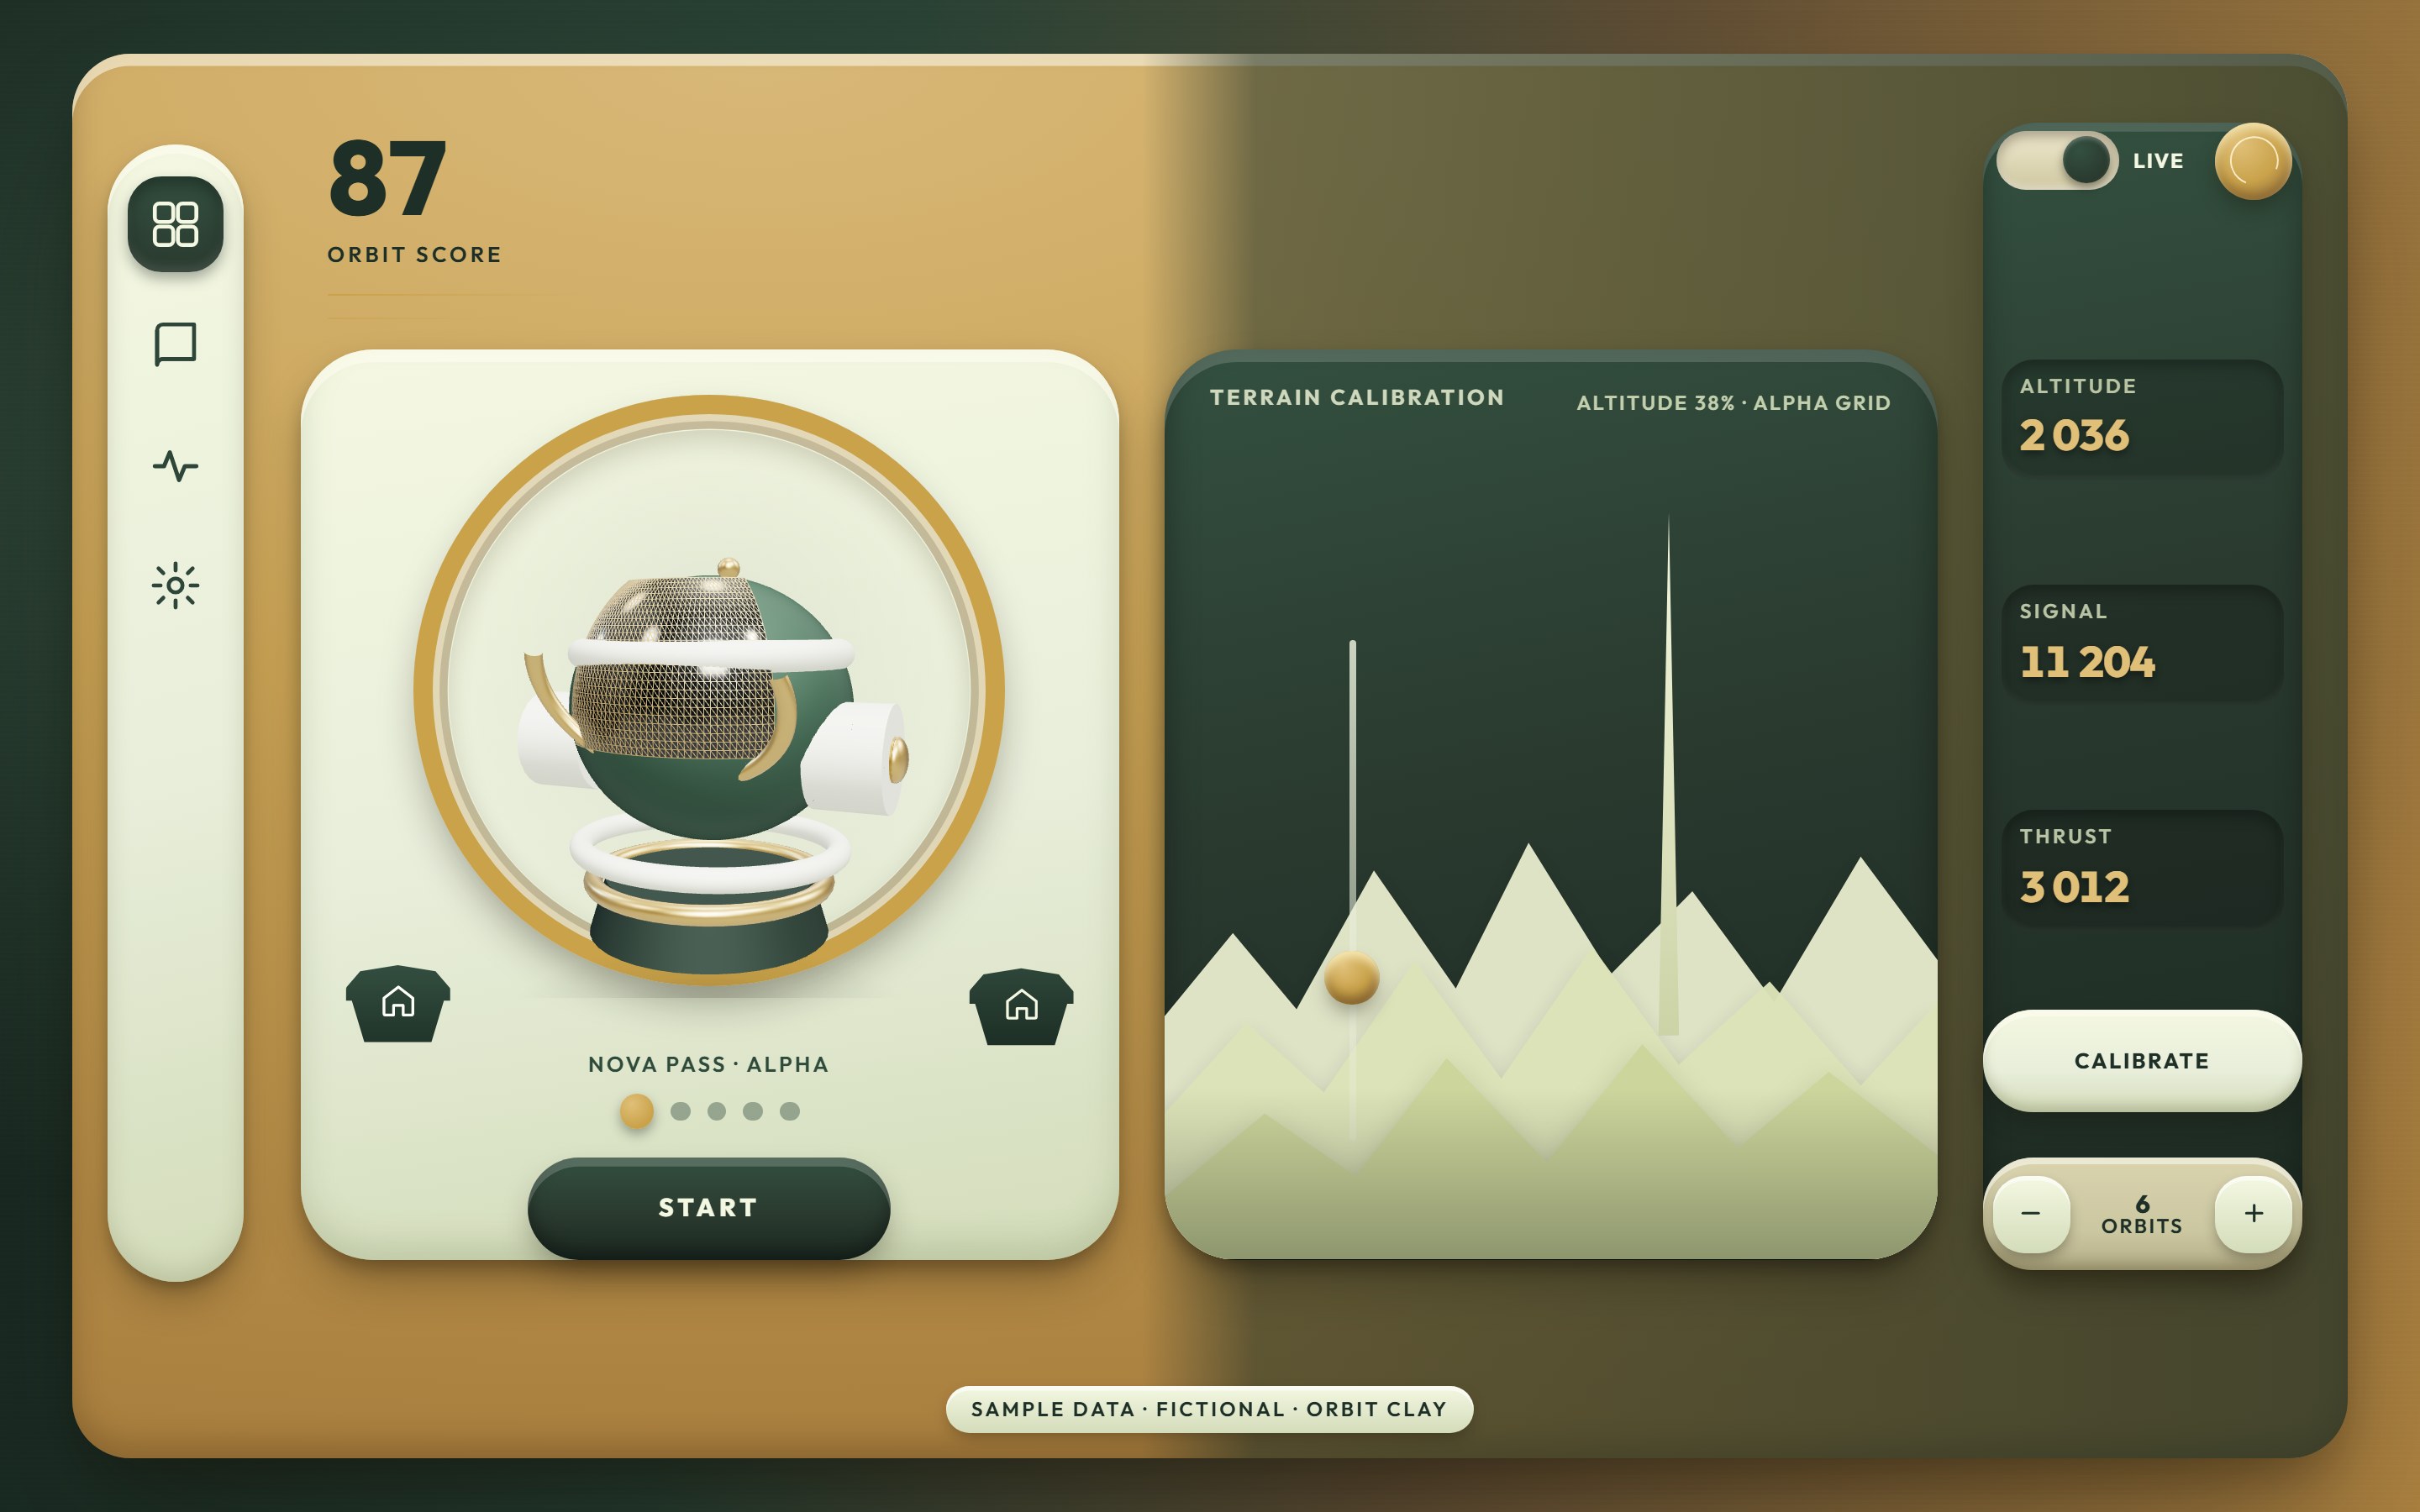 87
ORBIT SCORE
NOVA PASS · ALPHA
START
TERRAIN CALIBRATION
ALTITUDE 38% · ALPHA GRID
LIVE
ALTITUDE
2 036
SIGNAL
11 204
THRUST
3 012
CALIBRATE
6
ORBITS
SAMPLE DATA · FICTIONAL · ORBIT CLAY